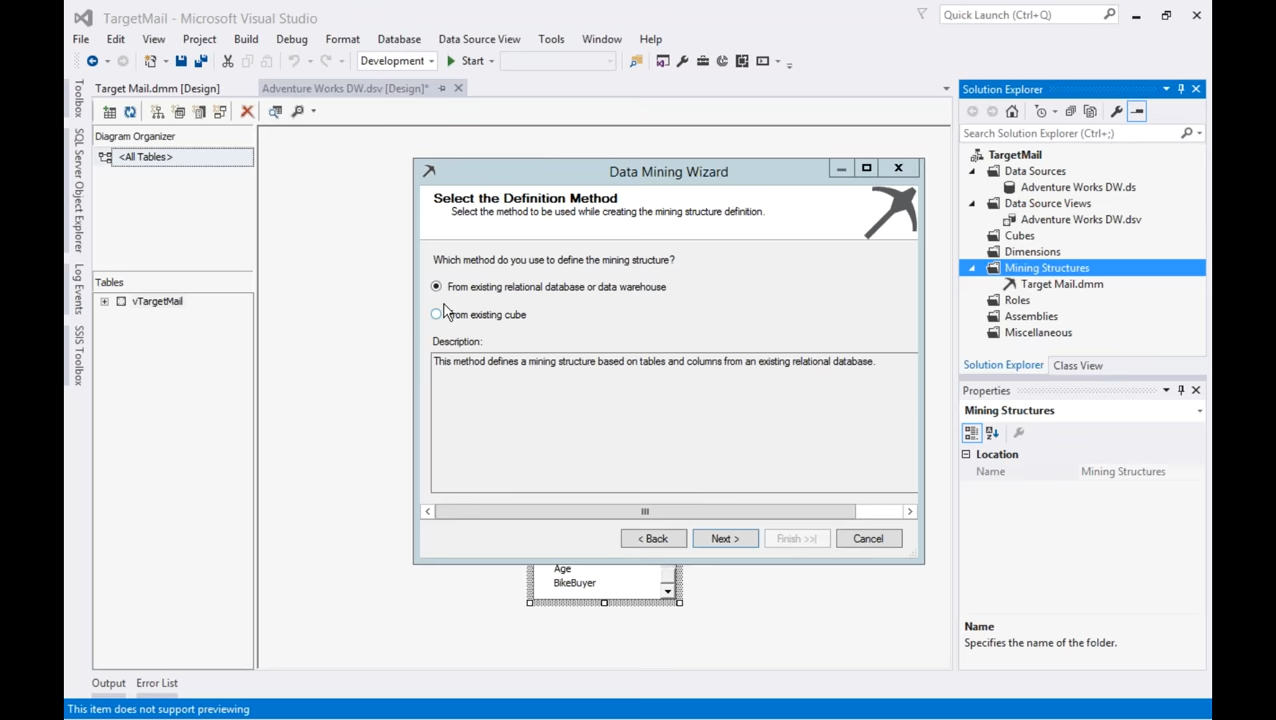 TargetMail - Microsoft Visual Studio
Quick Launch (Ctrl+Q)
File Edit View Project Build Debug Format Database Data Source View Tools Window Help
Development Start
Target Mail.dmm [Design] Adventure Works DW.dsv [Design]*
Toolbox
SQL Server Object Explorer
Log Events
SSIS Toolbox
Diagram Organizer
<All Tables>
Tables
vTargetMail
Data Mining Wizard
Select the Definition Method
Select the method to be used while creating the mining structure definition.
Which method do you use to define the mining structure?
From existing relational database or data warehouse
From existing cube
Description:
This method defines a mining structure based on tables and columns from an existing relational database.
< Back Next > Finish >>| Cancel
Age
BikeBuyer
Solution Explorer
Search Solution Explorer (Ctrl+;)
TargetMail
Data Sources
Adventure Works DW.ds
Data Source Views
Adventure Works DW.dsv
Cubes
Dimensions
Mining Structures
Target Mail.dmm
Roles
Assemblies
Miscellaneous
Solution Explorer Class View
Properties
Mining Structures
Location
Name Mining Structures
Name
Specifies the name of the folder.
Output Error List
This item does not support previewing